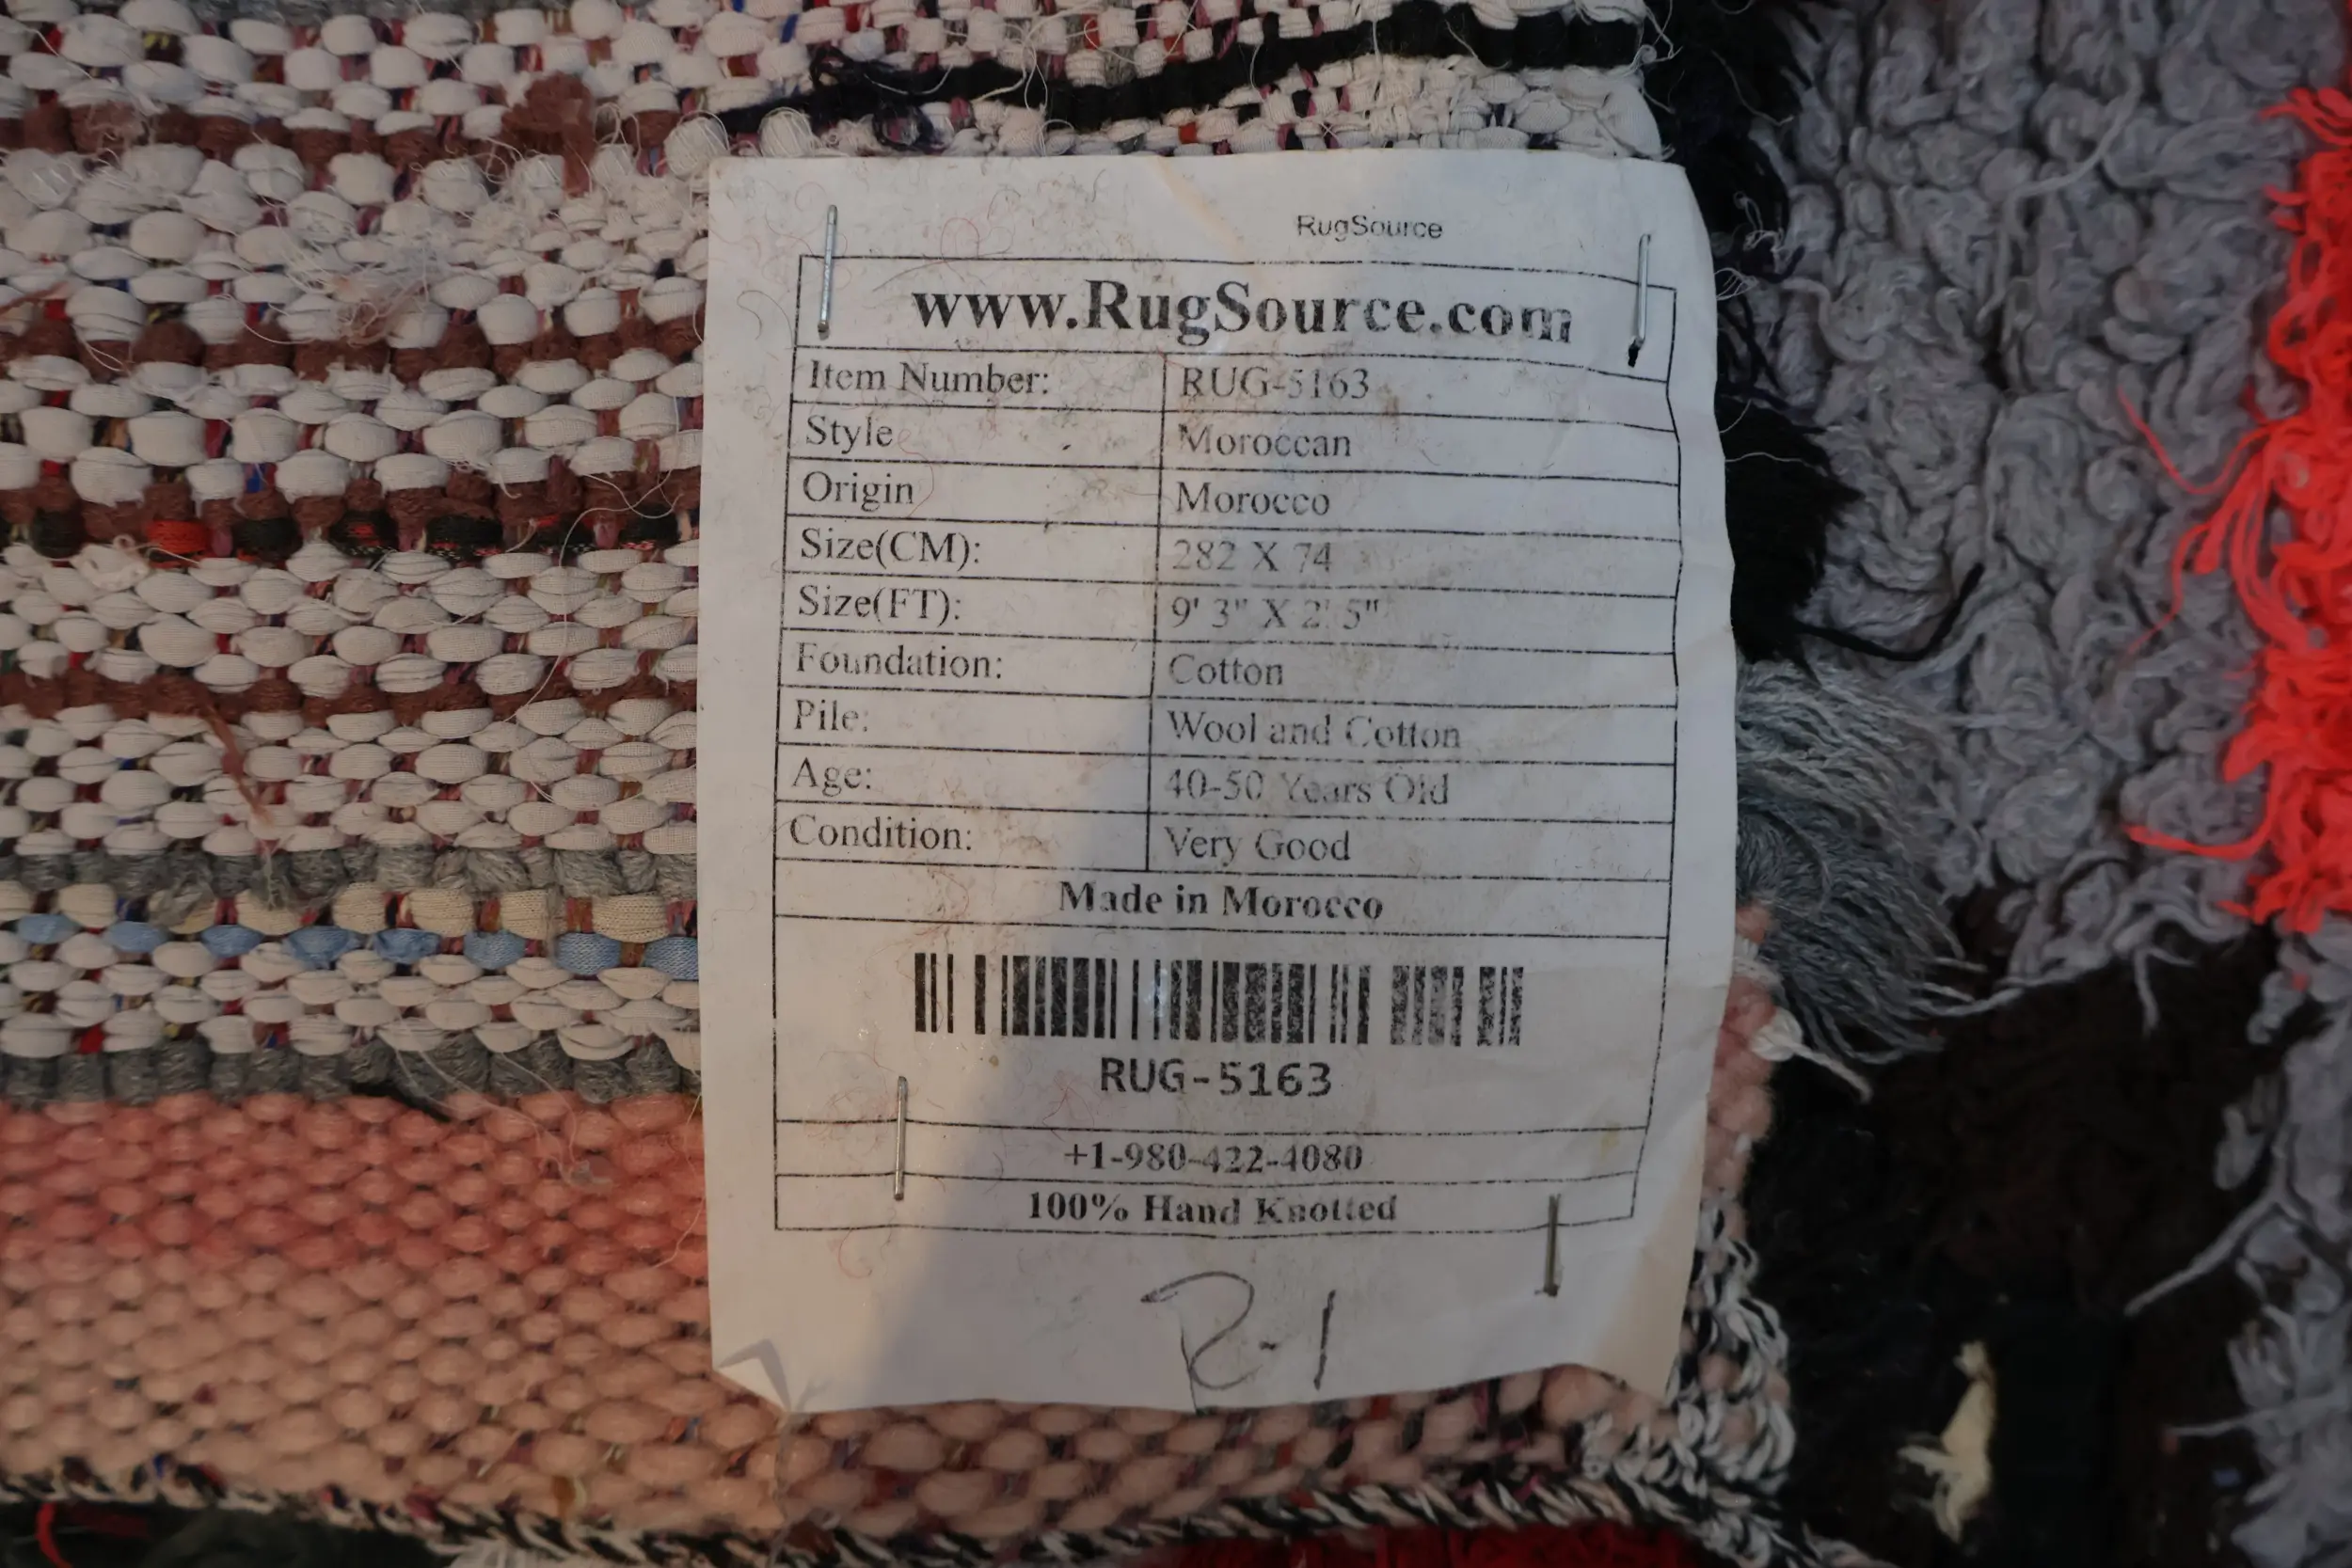 RugSource
www.RugSource.com
Item Number: RUG-5163
Style Moroccan
Origin Morocco
Size(CM): 282 X 74
Size(FT): 9' 3" X 2' 5"
Foundation: Cotton
Pile: Wool and Cotton
Age: 40-50 Years Old
Condition: Very Good
Made in Morocco
RUG-5163
+1-980-422-4080
100% Hand Knotted
R-1